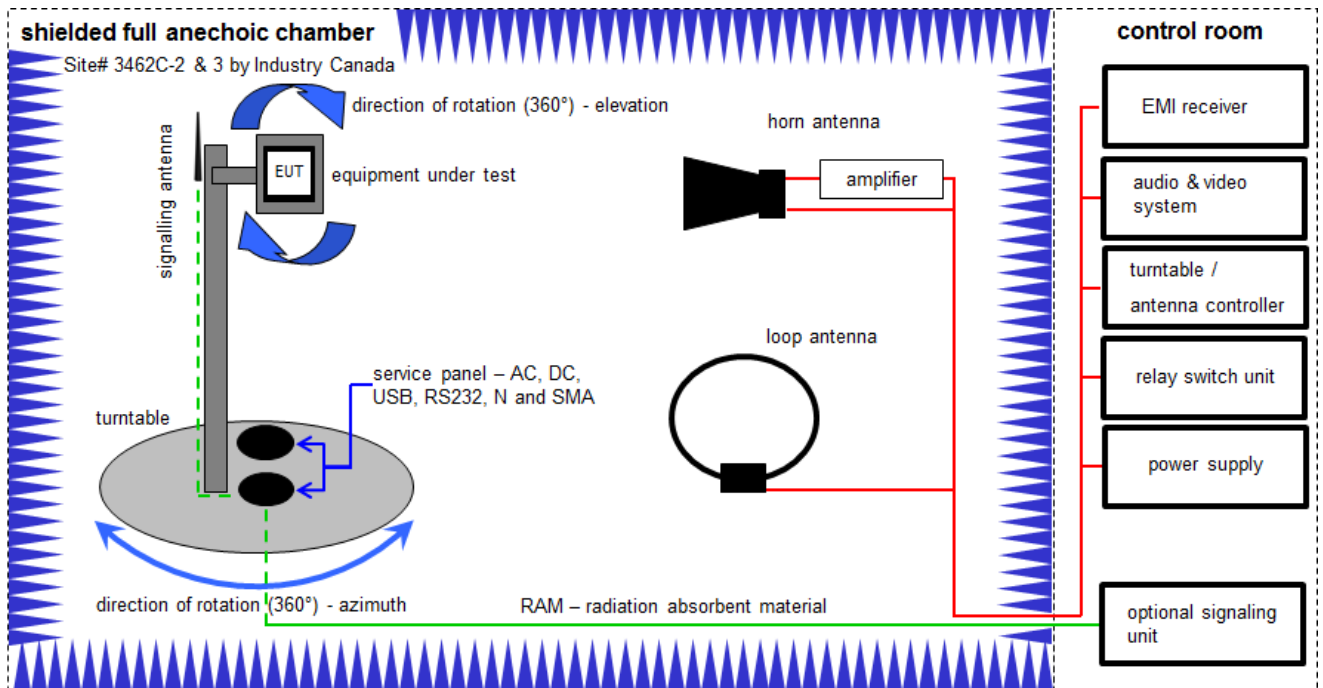 shielded full anechoic chamber
Site# 3462C-2 & 3 by Industry Canada
direction of rotation (360°) - elevation
signalling antenna
EUT
equipment under test
horn antenna
amplifier
loop antenna
service panel – AC, DC,
USB, RS232, N and SMA
turntable
direction of rotation (360°) - azimuth
RAM – radiation absorbent material
control room
EMI receiver
audio & video
system
turntable /
antenna controller
relay switch unit
power supply
optional signaling
unit